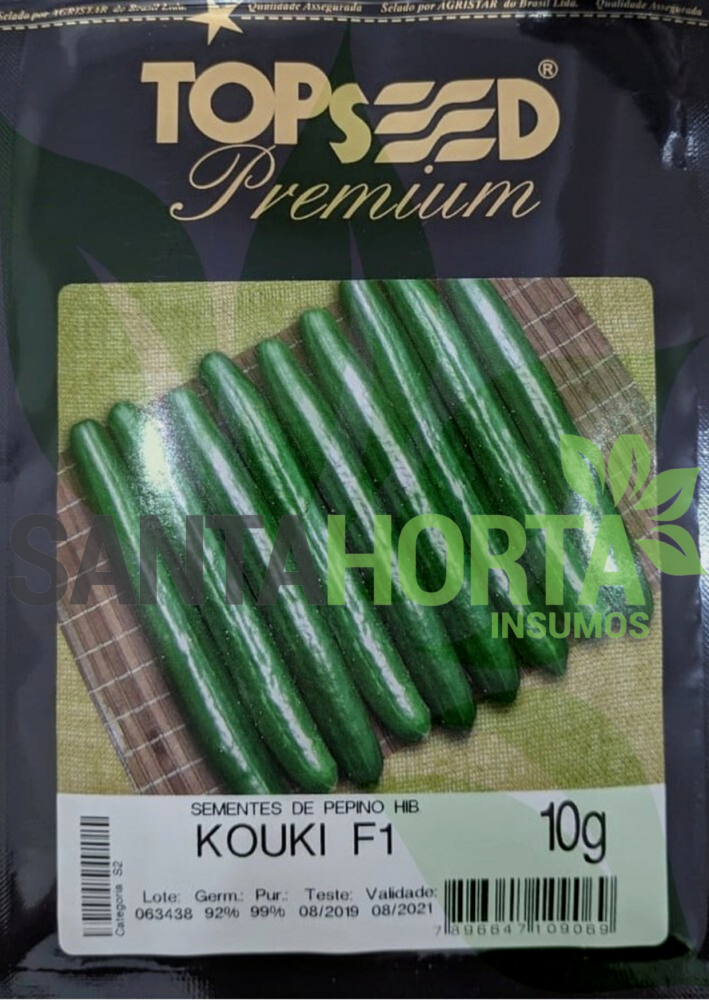 Selado por AGRISTAR do Brasil Ltda. Qualidade Assegurada Selado por AGRISTAR do Brasil Ltda. Qualidade Assegurada
TOPSEED®
Premium
SANTAHORTA
INSUMOS
SEMENTES DE PEPINO HIB.
KOUKI F1
10g
Categoria S2
Lote: Germ.: Pur.: Teste: Validade:
063438 92% 99% 08/2019 08/2021
7 896647 109069